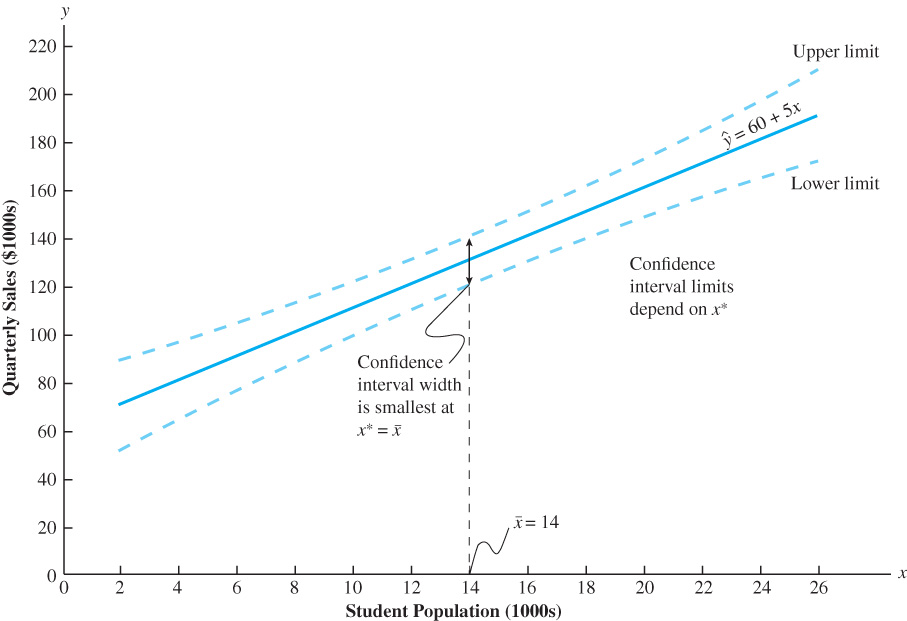 y
220
200
180
160
140
120
100
80
60
40
20
0
Quarterly Sales ($1000s)
Upper limit
ŷ = 60 + 5x
Lower limit
Confidence
interval limits
depend on x*
Confidence
interval width
is smallest at
x* = x̄
x̄ = 14
0 2 4 6 8 10 12 14 16 18 20 22 24 26 x
Student Population (1000s)